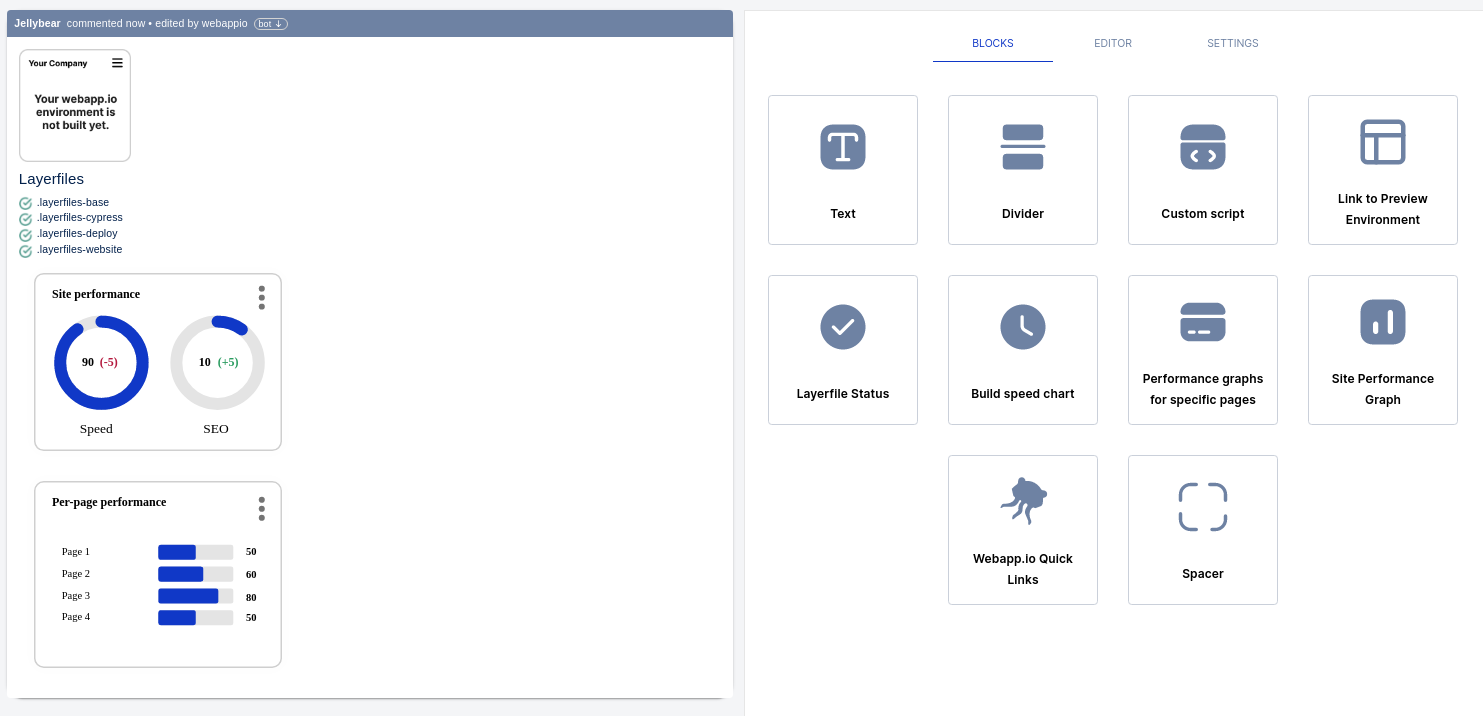 Jellybear commented now • edited by webappio bot ↓
Your Company
Your webapp.io
environment is
not built yet.
Layerfiles
.layerfiles-base
.layerfiles-cypress
.layerfiles-deploy
.layerfiles-website
Site performance
90 (-5)
10 (+5)
Speed
SEO
Per-page performance
Page 1 50
Page 2 60
Page 3 80
Page 4 50
BLOCKS EDITOR SETTINGS
Text
Divider
Custom script
Link to Preview
Environment
Layerfile Status
Build speed chart
Performance graphs
for specific pages
Site Performance
Graph
Webapp.io Quick
Links
Spacer